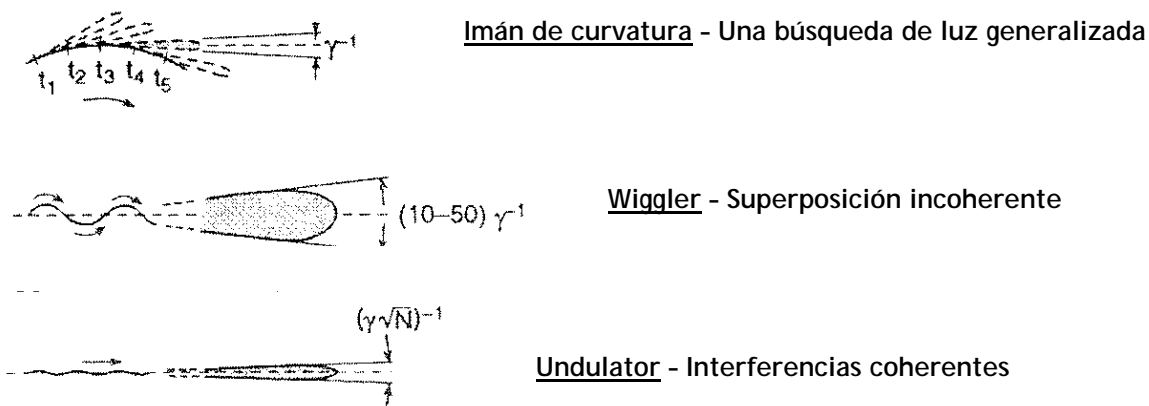 Imán de curvatura - Una búsqueda de luz generalizada
γ⁻¹
t₁ t₂ t₃ t₄ t₅
Wiggler - Superposición incoherente
(10–50) γ⁻¹
(γ√N)⁻¹
Undulator - Interferencias coherentes